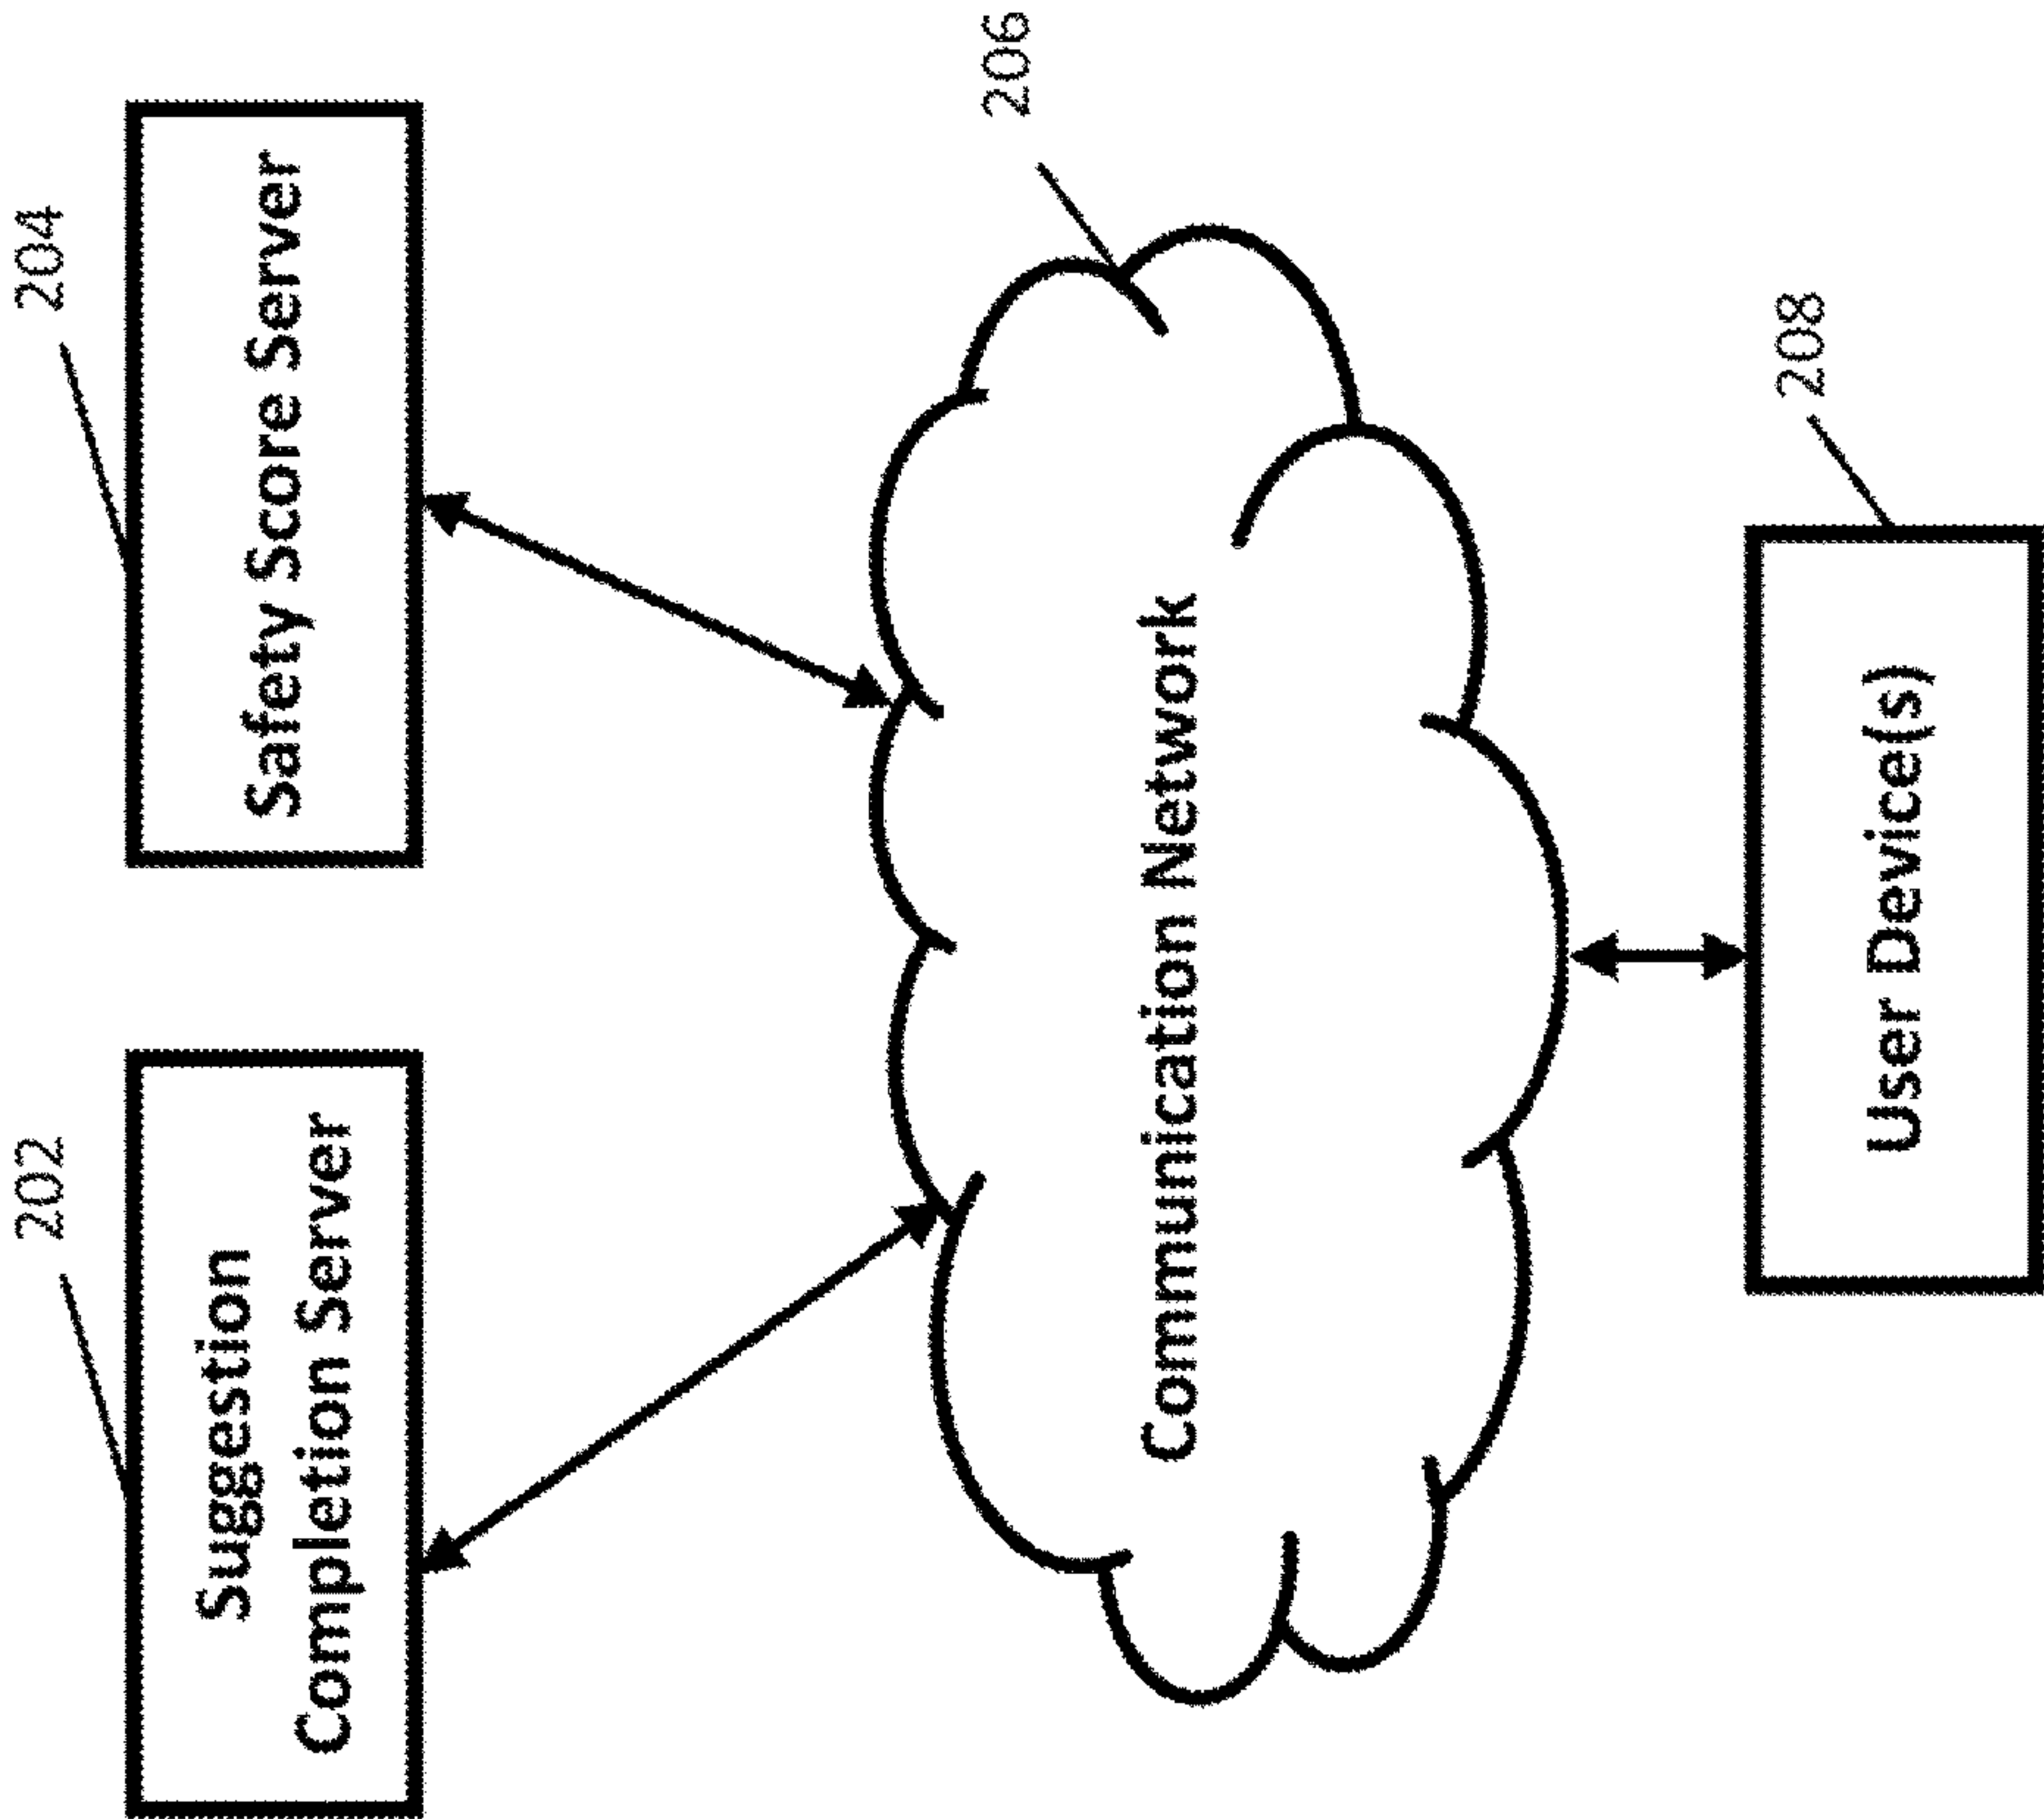 202
Suggestion
Completion Server
204
Safety Score Server
206
Communication Network
208
User Device(s)